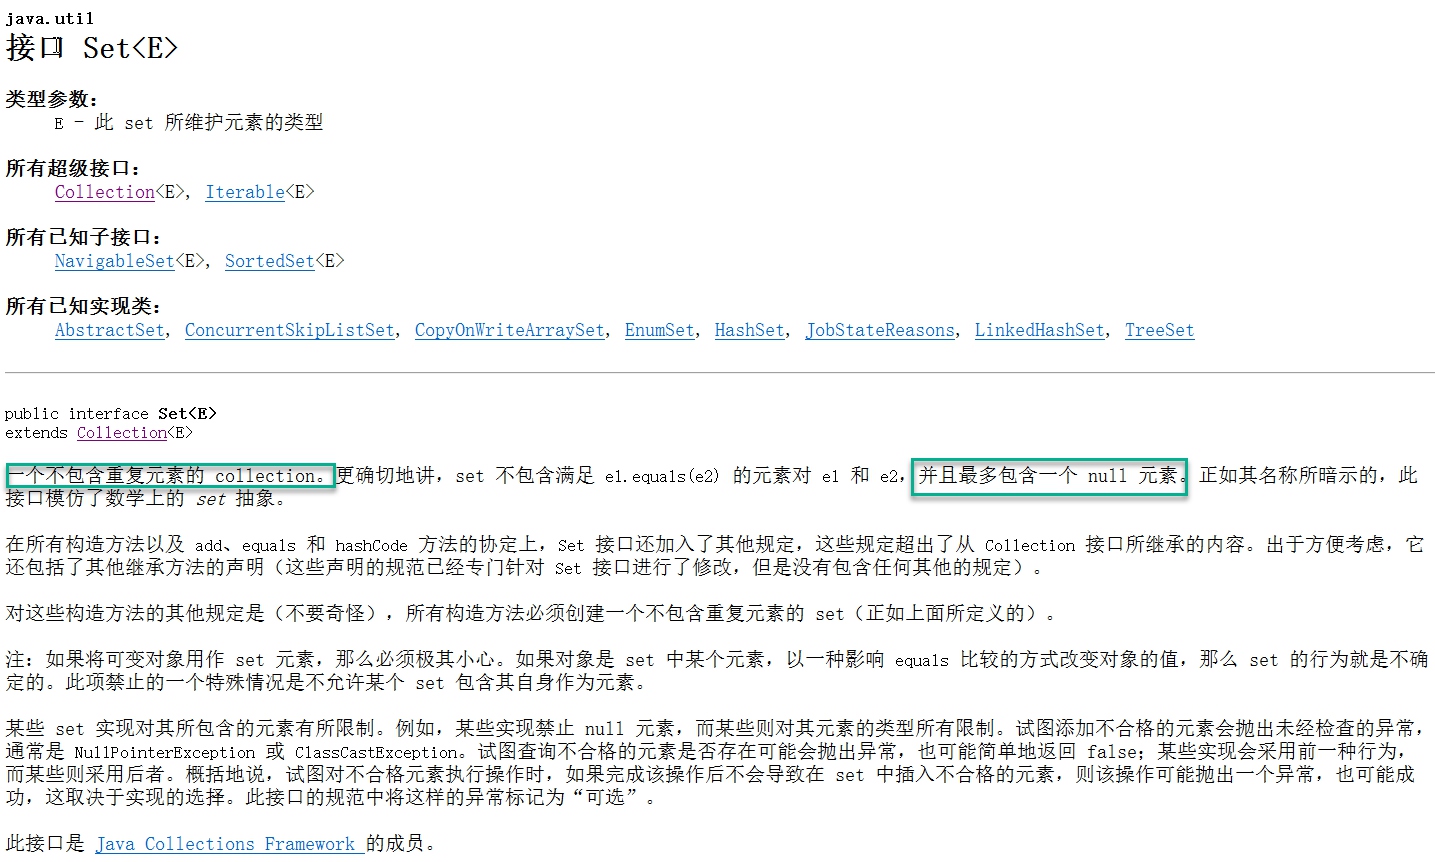 java.util
接口 Set<E>
类型参数：
E - 此 set 所维护元素的类型
所有超级接口：
Collection<E>, Iterable<E>
所有已知子接口：
NavigableSet<E>, SortedSet<E>
所有已知实现类：
AbstractSet, ConcurrentSkipListSet, CopyOnWriteArraySet, EnumSet, HashSet, JobStateReasons, LinkedHashSet, TreeSet
public interface Set<E>
extends Collection<E>
一个不包含重复元素的 collection。更确切地讲，set 不包含满足 e1.equals(e2) 的元素对 e1 和 e2，并且最多包含一个 null 元素。正如其名称所暗示的，此
接口模仿了数学上的 set 抽象。
在所有构造方法以及 add、equals 和 hashCode 方法的协定上，Set 接口还加入了其他规定，这些规定超出了从 Collection 接口所继承的内容。出于方便考虑，它
还包括了其他继承方法的声明（这些声明的规范已经专门针对 Set 接口进行了修改，但是没有包含任何其他的规定）。
对这些构造方法的其他规定是（不要奇怪），所有构造方法必须创建一个不包含重复元素的 set（正如上面所定义的）。
注：如果将可变对象用作 set 元素，那么必须极其小心。如果对象是 set 中某个元素，以一种影响 equals 比较的方式改变对象的值，那么 set 的行为就是不确
定的。此项禁止的一个特殊情况是不允许某个 set 包含其自身作为元素。
某些 set 实现对其所包含的元素有所限制。例如，某些实现禁止 null 元素，而某些则对其元素的类型所有限制。试图添加不合格的元素会抛出未经检查的异常，
通常是 NullPointerException 或 ClassCastException。试图查询不合格的元素是否存在可能会抛出异常，也可能简单地返回 false；某些实现会采用前一种行为，
而某些则采用后者。概括地说，试图对不合格元素执行操作时，如果完成该操作后不会导致在 set 中插入不合格的元素，则该操作可能抛出一个异常，也可能成
功，这取决于实现的选择。此接口的规范中将这样的异常标记为“可选”。
此接口是 Java Collections Framework 的成员。